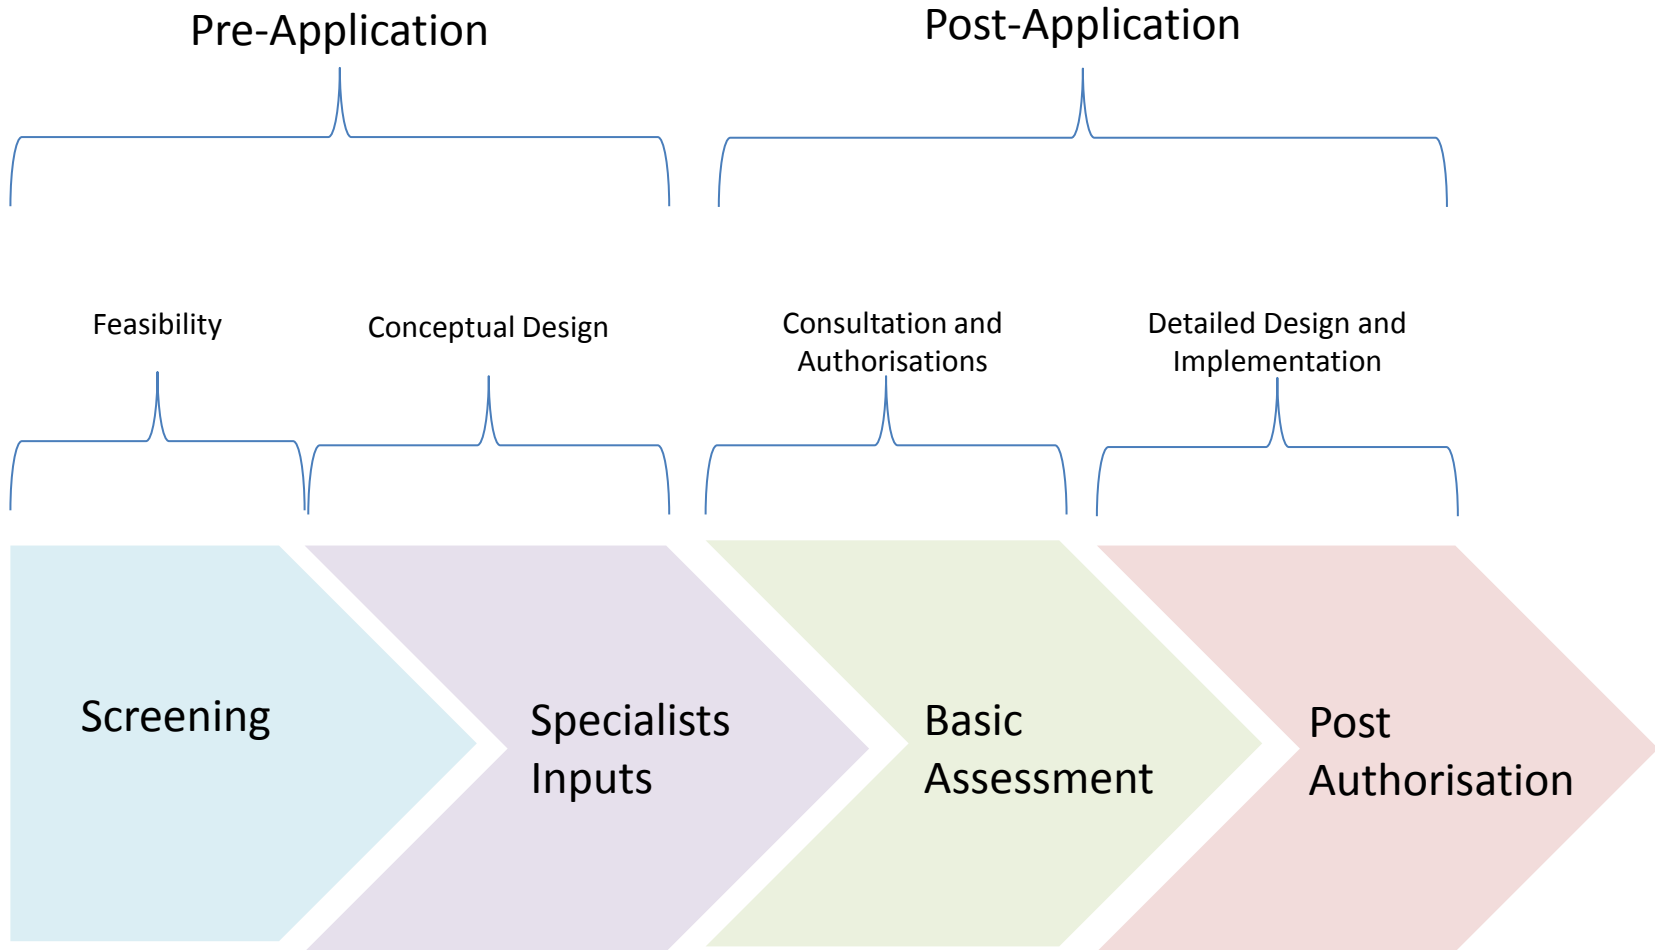 Pre-Application
Post-Application
Feasibility
Conceptual Design
Consultation and
Authorisations
Detailed Design and
Implementation
Screening
Specialists
Inputs
Basic
Assessment
Post
Authorisation